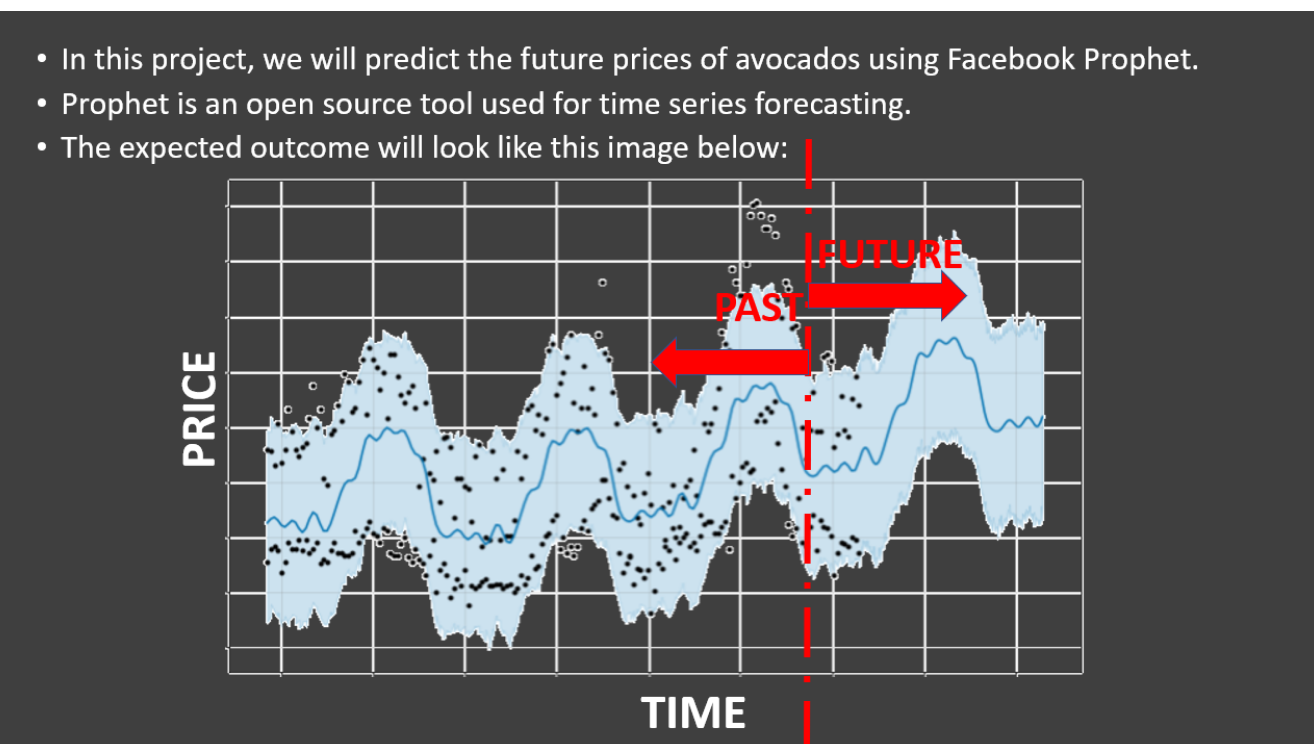 • In this project, we will predict the future prices of avocados using Facebook Prophet.
• Prophet is an open source tool used for time series forecasting.
• The expected outcome will look like this image below:
FUTURE
PAST
PRICE
TIME